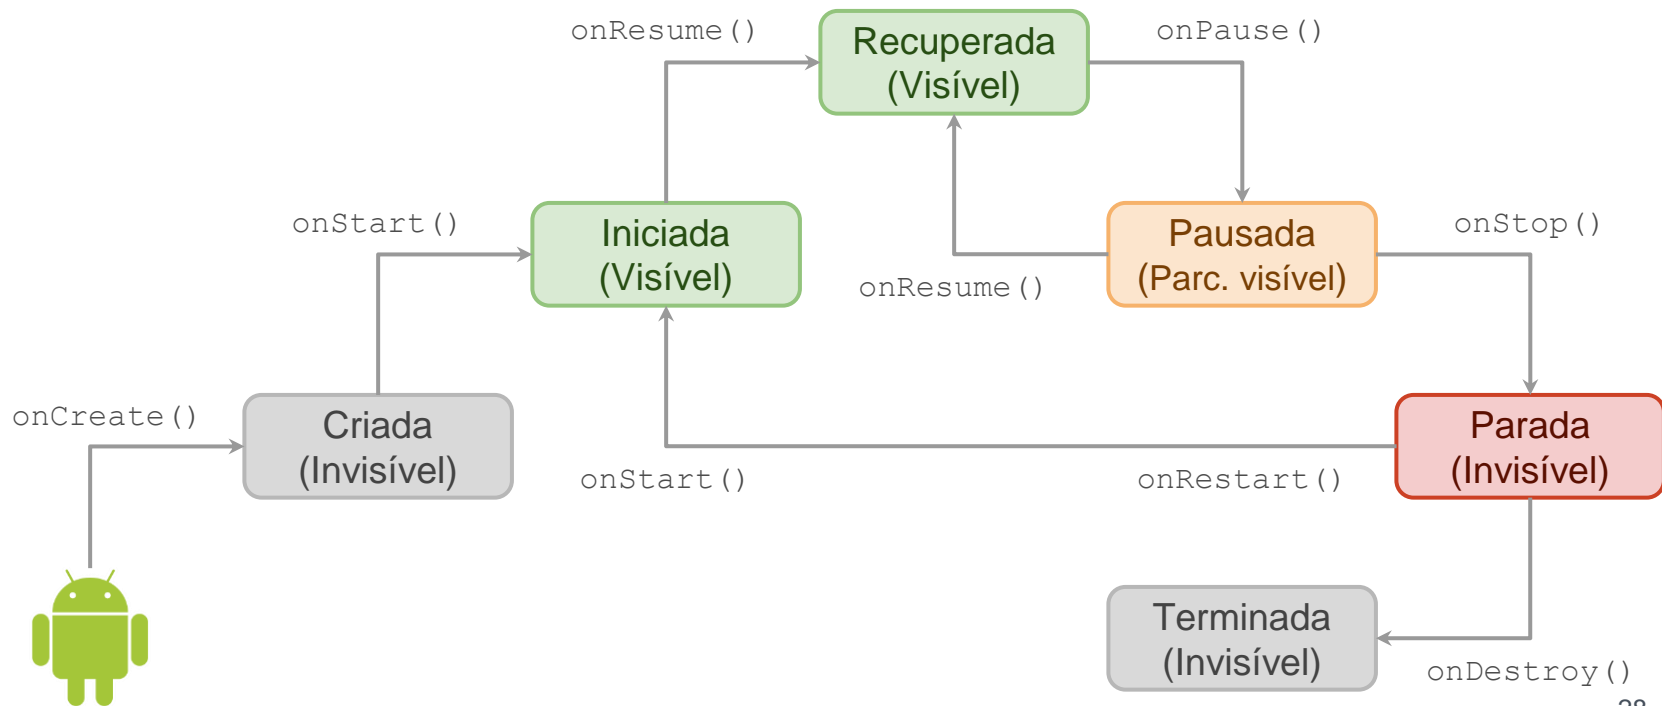 onResume()
Recuperada
(Visível)
onPause()
onStart()
Iniciada
(Visível)
onResume()
Pausada
(Parc. visível)
onStop()
onCreate()
Criada
(Invisível)
onStart()
onRestart()
Parada
(Invisível)
Terminada
(Invisível)
onDestroy()
28